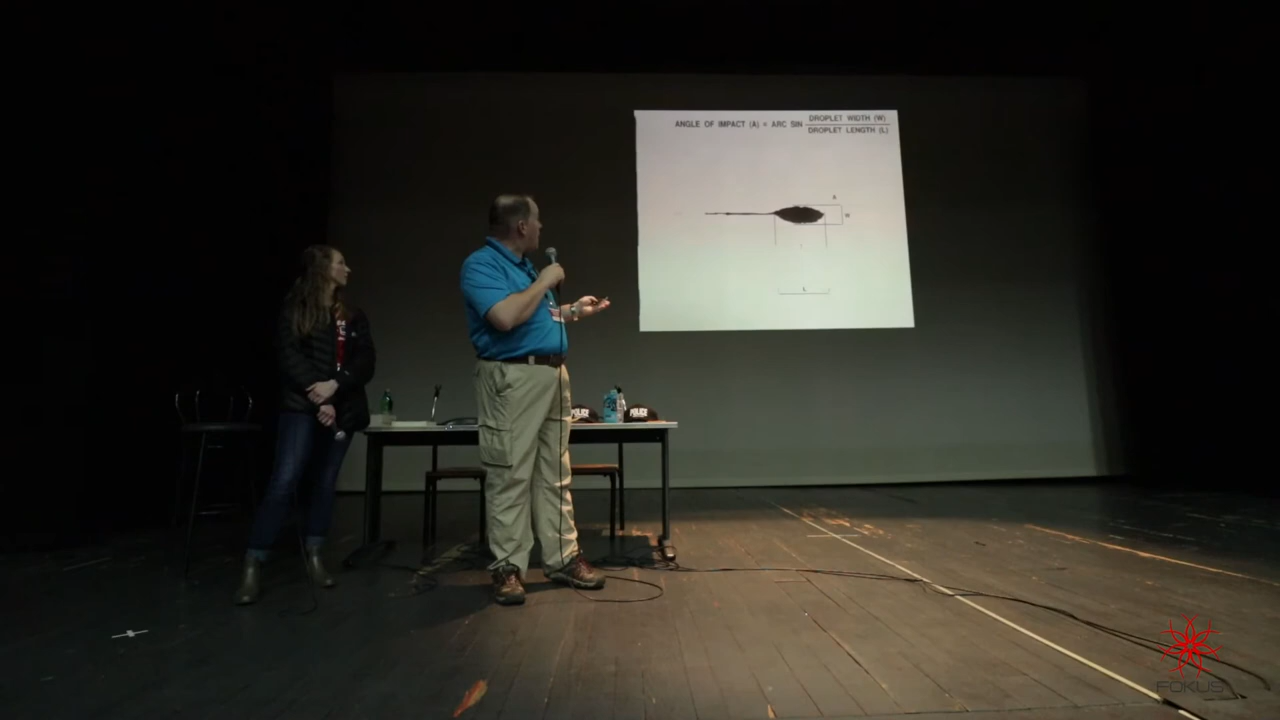 ANGLE OF IMPACT (A) = ARC SIN DROPLET WIDTH (W)
DROPLET LENGTH (L)
A
W
L
POLICE
POLICE
FOKUS